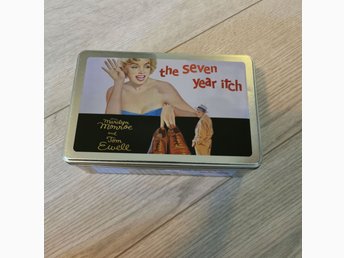 the seven
year itch
Marilyn
Monroe
and
Tom
Ewell